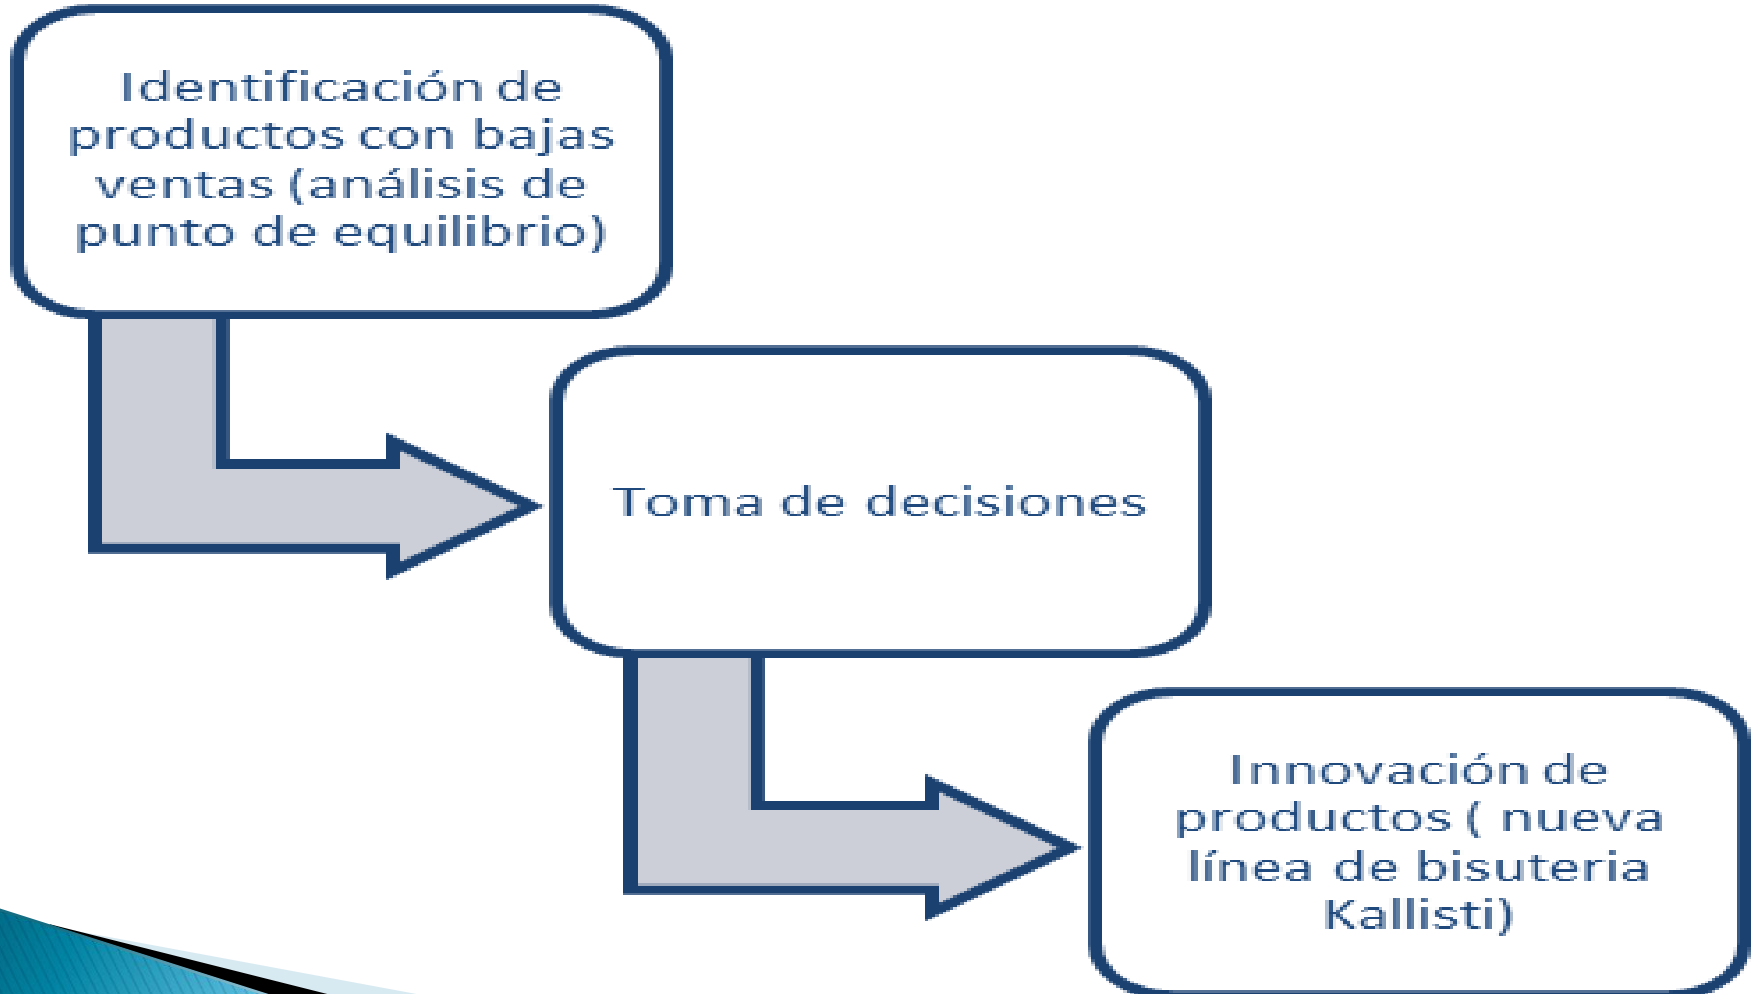 Identificación de
productos con bajas
ventas (análisis de
punto de equilibrio)
Toma de decisiones
Innovación de
productos ( nueva
línea de bisuteria
Kallisti)